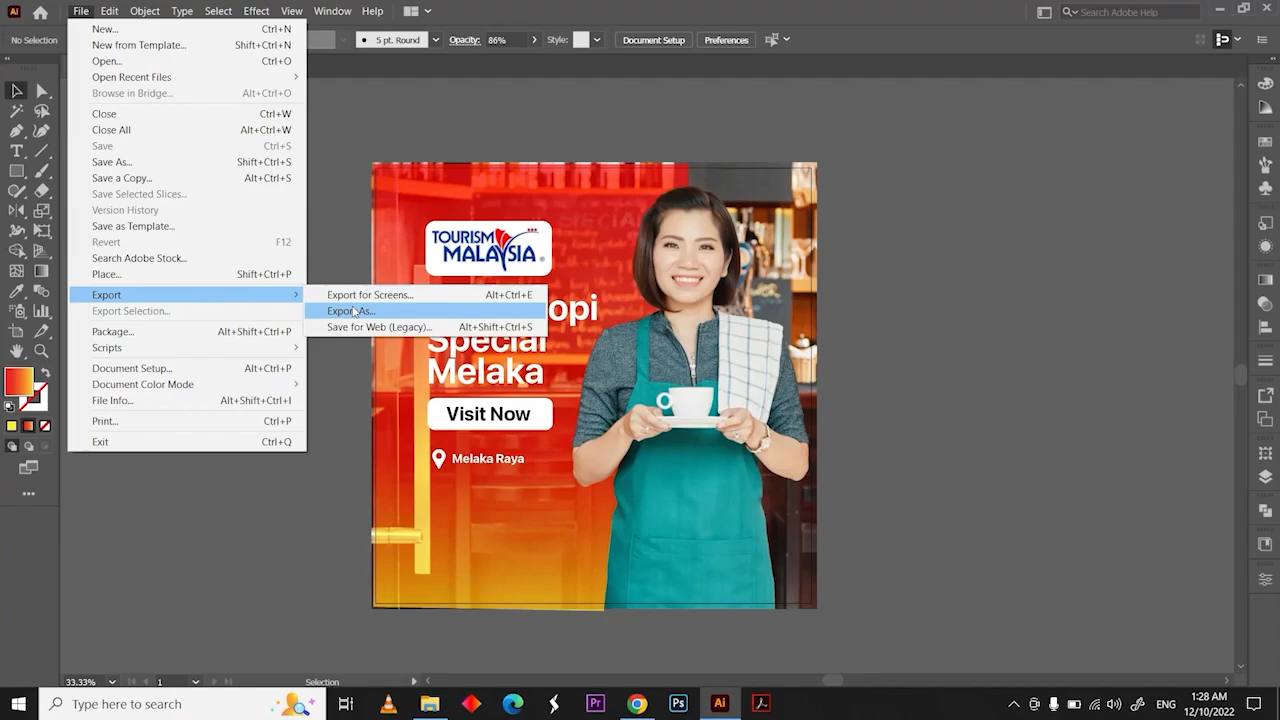 Ai File Edit Object Type Select Effect View Window Help Search Adobe Help
No Selection 5 pt. Round Opacity: 86% Style: Document Setup Preferences
New... Ctrl+N
New from Template... Shift+Ctrl+N
Open... Ctrl+O
Open Recent Files
Browse in Bridge... Alt+Ctrl+O
Close Ctrl+W
Close All Alt+Ctrl+W
Save Ctrl+S
Save As... Shift+Ctrl+S
Save a Copy... Alt+Ctrl+S
Save Selected Slices...
Version History
Save as Template...
Revert F12
Search Adobe Stock...
Place... Shift+Ctrl+P
Export
Export Selection...
Package... Alt+Shift+Ctrl+P
Scripts
Document Setup... Alt+Ctrl+P
Document Color Mode
File Info... Alt+Shift+Ctrl+I
Print... Ctrl+P
Exit Ctrl+Q
Export for Screens... Alt+Ctrl+E
Export As...
Save for Web (Legacy)... Alt+Shift+Ctrl+S
TOURISM
MALAYSIA
opi
Special
Melaka
Visit Now
Melaka Raya
33.33% 1 Selection
Type here to search Pr Ps Ai ENG 1:28 AM
12/10/2022